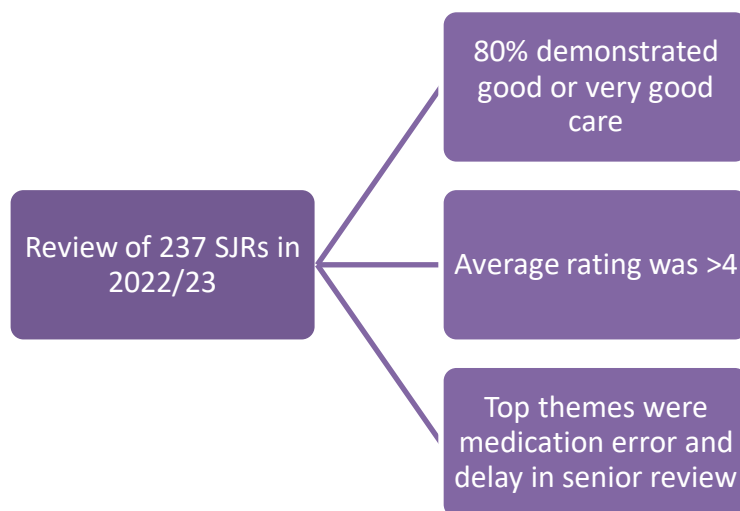 Review of 237 SJRs in
2022/23
80% demonstrated
good or very good
care
Average rating was >4
Top themes were
medication error and
delay in senior review